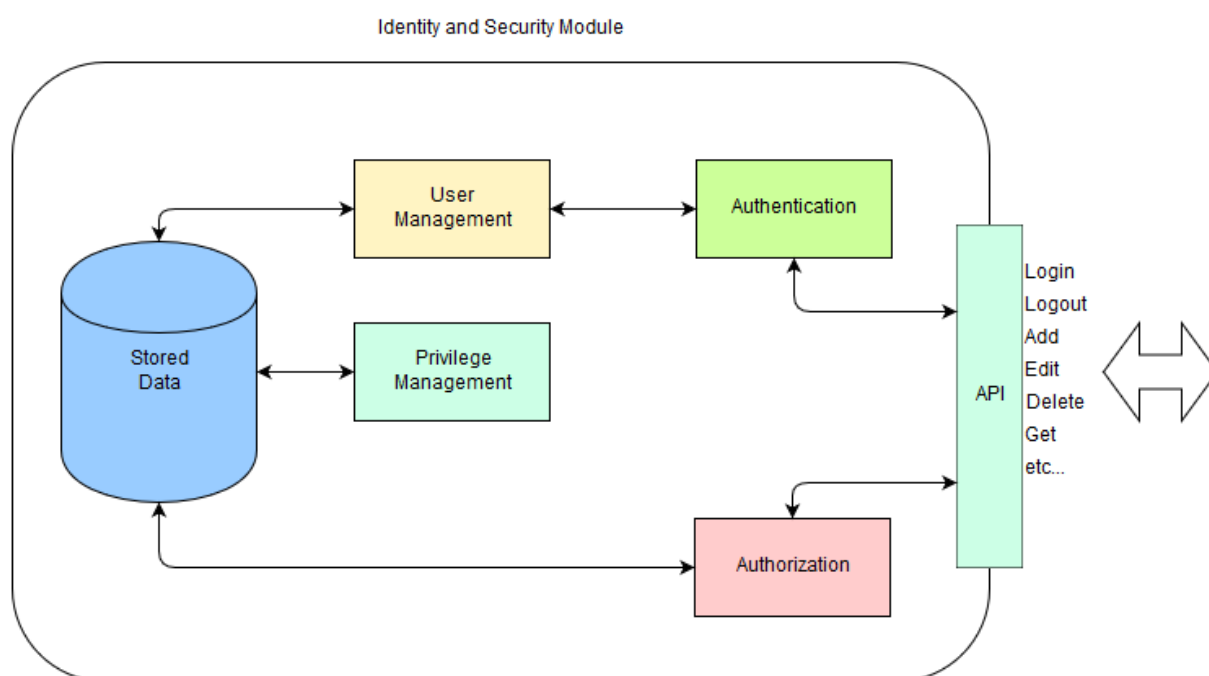 Identity and Security Module
User
Management
Authentication
Stored
Data
Privilege
Management
API
Login
Logout
Add
Edit
Delete
Get
etc...
Authorization